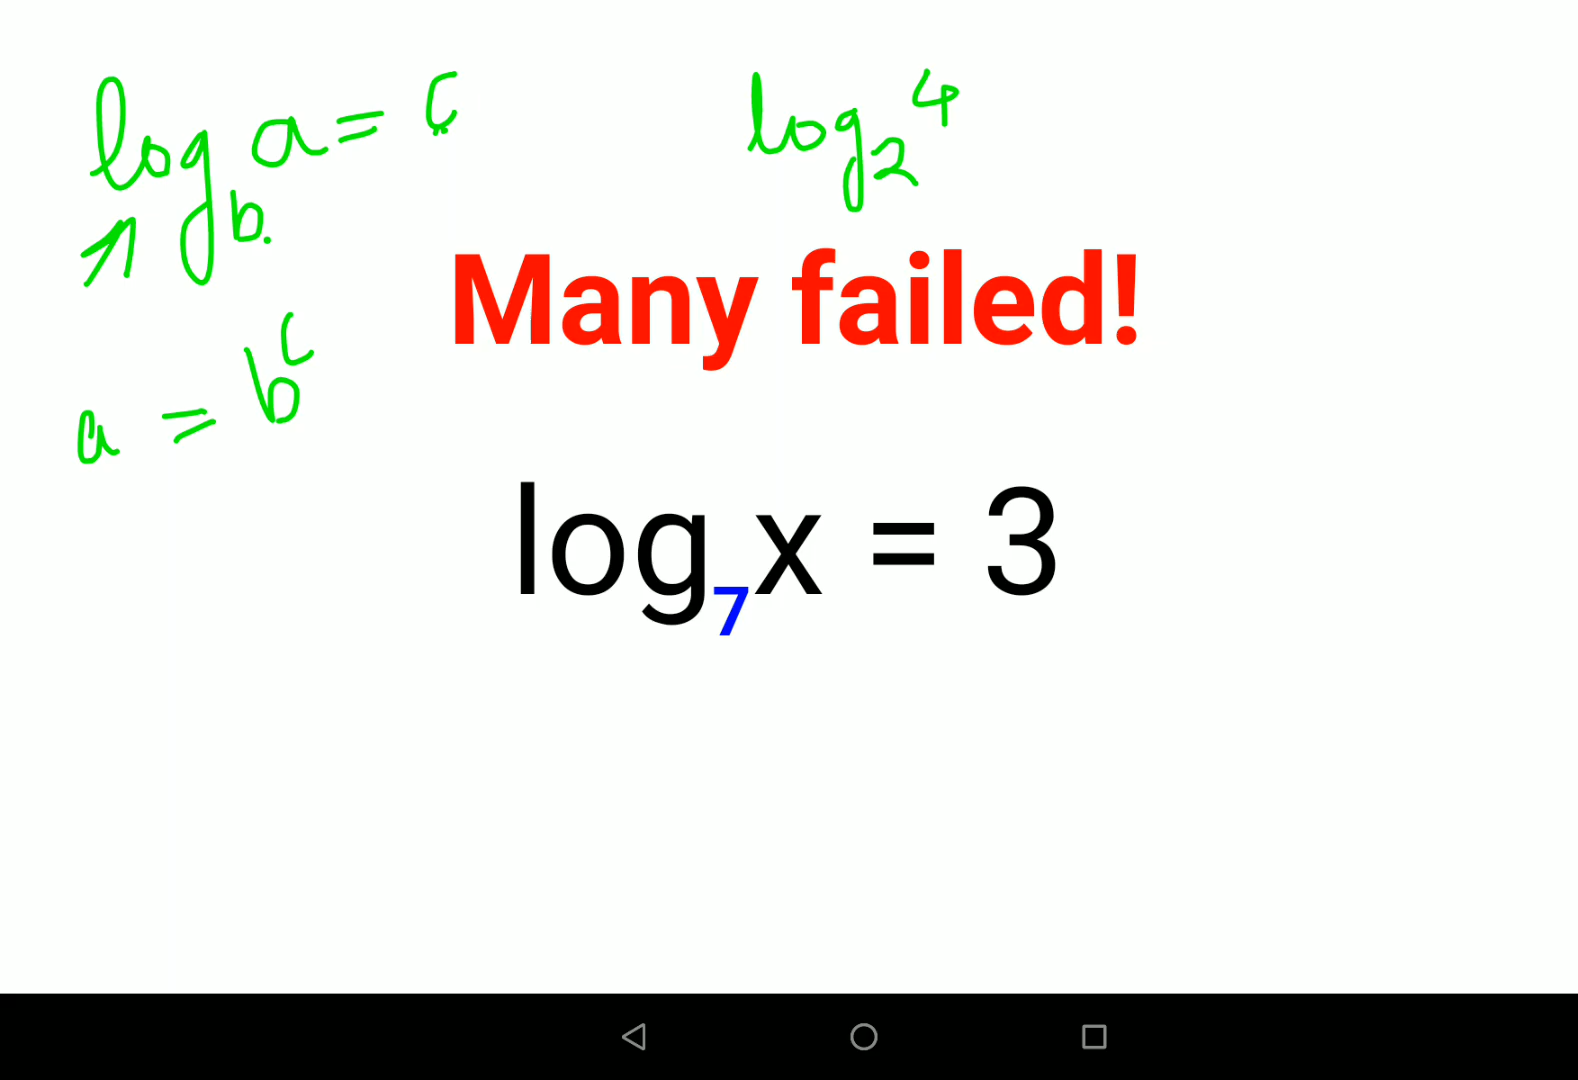 log_b a = c
log_2 4
a = b^c
Many failed!
log_7 x = 3